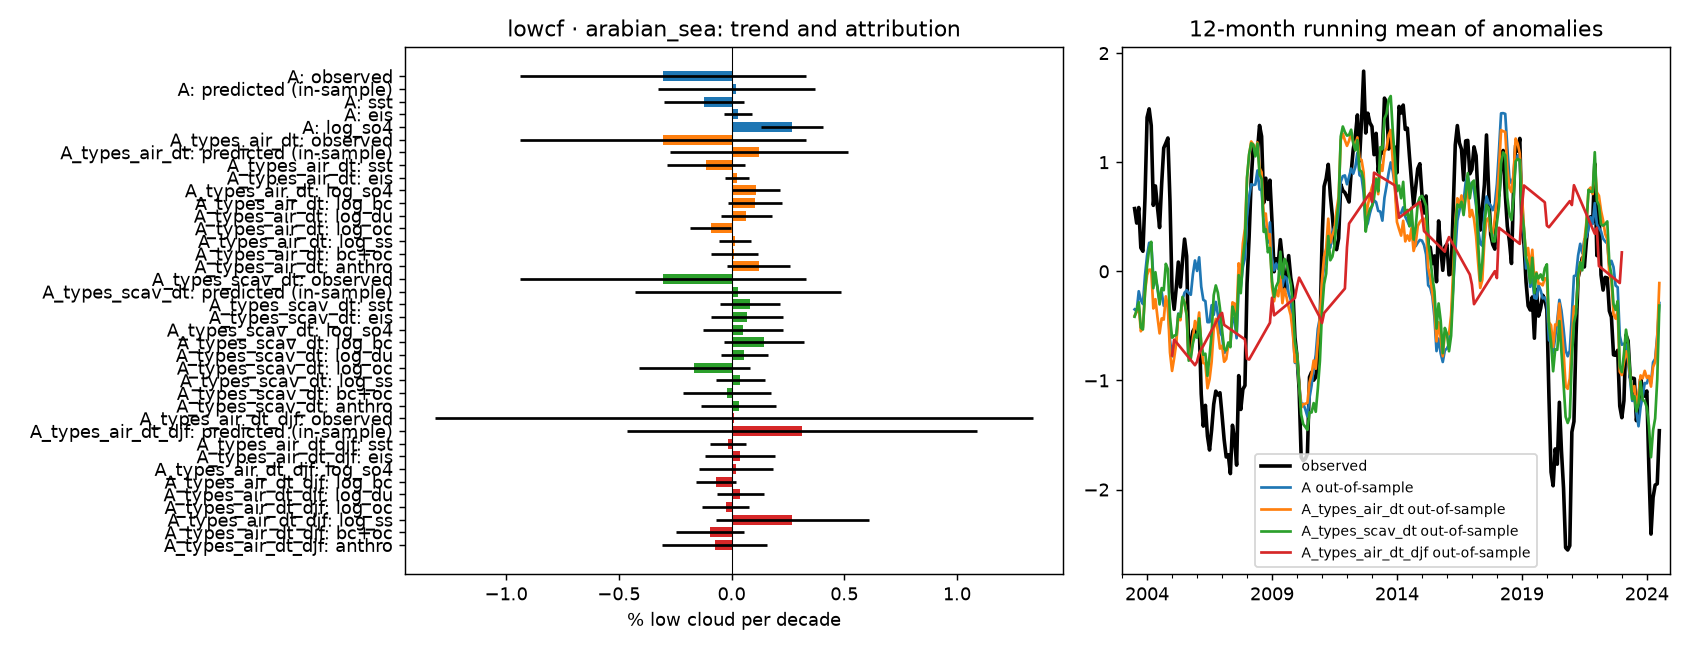 lowcf · arabian_sea: trend and attribution
A: observed
A: predicted (in-sample)
A: sst
A: eis
A: log_so4
A_types_air_dt: observed
A_types_air_dt: predicted (in-sample)
A_types_air_dt: sst
A_types_air_dt: eis
A_types_air_dt: log_so4
A_types_air_dt: log_bc
A_types_air_dt: log_du
A_types_air_dt: log_oc
A_types_air_dt: log_ss
A_types_air_dt: bc+oc
A_types_air_dt: anthro
A_types_scav_dt: observed
A_types_scav_dt: predicted (in-sample)
A_types_scav_dt: sst
A_types_scav_dt: eis
A_types_scav_dt: log_so4
A_types_scav_dt: log_bc
A_types_scav_dt: log_du
A_types_scav_dt: log_oc
A_types_scav_dt: log_ss
A_types_scav_dt: bc+oc
A_types_scav_dt: anthro
A_types_air_dt_djf: observed
A_types_air_dt_djf: predicted (in-sample)
A_types_air_dt_djf: sst
A_types_air_dt_djf: eis
A_types_air_dt_djf: log_so4
A_types_air_dt_djf: log_bc
A_types_air_dt_djf: log_du
A_types_air_dt_djf: log_oc
A_types_air_dt_djf: log_ss
A_types_air_dt_djf: bc+oc
A_types_air_dt_djf: anthro
−1.0 −0.5 0.0 0.5 1.0
% low cloud per decade
12-month running mean of anomalies
2
1
0
−1
−2
observed
A out-of-sample
A_types_air_dt out-of-sample
A_types_scav_dt out-of-sample
A_types_air_dt_djf out-of-sample
2004 2009 2014 2019 2024